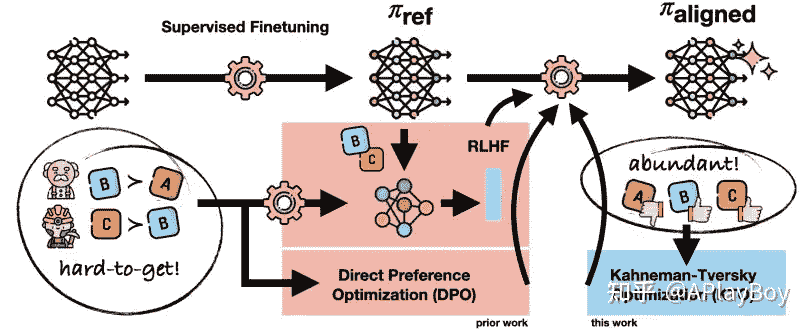 Supervised Finetuning
πref
πaligned
B
C
RLHF
B ≻ A
C ≻ B
hard-to-get!
abundant!
A B C
Direct Preference
Optimization (DPO)
Kahneman-Tversky
Optimization
知乎 @APlayBoy
prior work
this work